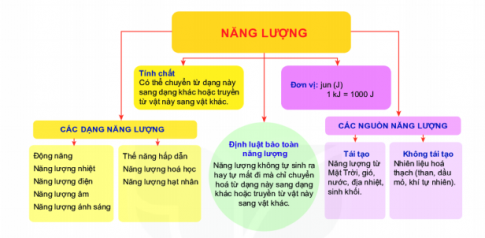 NĂNG LƯỢNG
Tính chất
Có thể chuyển từ dạng này
sang dạng khác hoặc truyền
từ vật này sang vật khác.
Đơn vị: jun (J)
1 kJ = 1000 J
CÁC DẠNG NĂNG LƯỢNG
Động năng
Năng lượng nhiệt
Năng lượng điện
Năng lượng âm
Năng lượng ánh sáng
Thế năng hấp dẫn
Năng lượng hoá học
Năng lượng hạt nhân
Định luật bảo toàn
năng lượng
Năng lượng không tự sinh ra
hay tự mất đi mà chỉ chuyển
hoá từ dạng này sang dạng
khác hoặc truyền từ vật này
sang vật khác.
CÁC NGUỒN NĂNG LƯỢNG
Tái tạo
Năng lượng từ
Mặt Trời, gió,
nước, địa nhiệt,
sinh khối.
Không tái tạo
Nhiên liệu hoá
thạch (than, dầu
mỏ, khí tự nhiên).